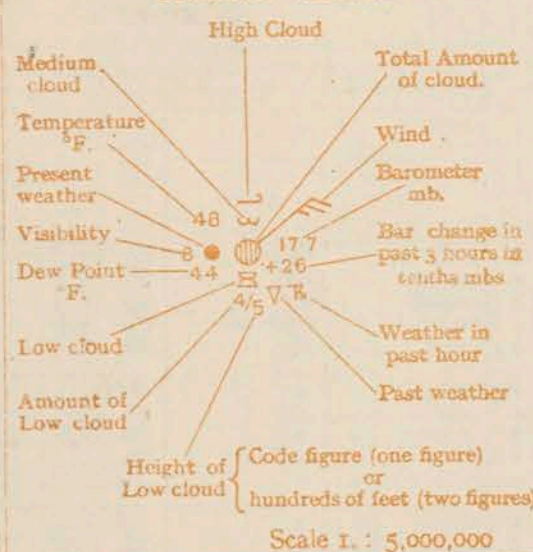 High Cloud
Medium cloud
Total Amount of cloud.
Temperature °F.
Wind
Present weather
Barometer mb.
48
Visibility
8
17 7
Bar change in past 3 hours in tenths mbs
+26
Dew Point F.
44
4/5
Low cloud
Weather in past hour
Amount of Low cloud
Past weather
Height of Low cloud
Code figure (one figure)
or
hundreds of feet (two figures)
Scale 1. : 5,000,000